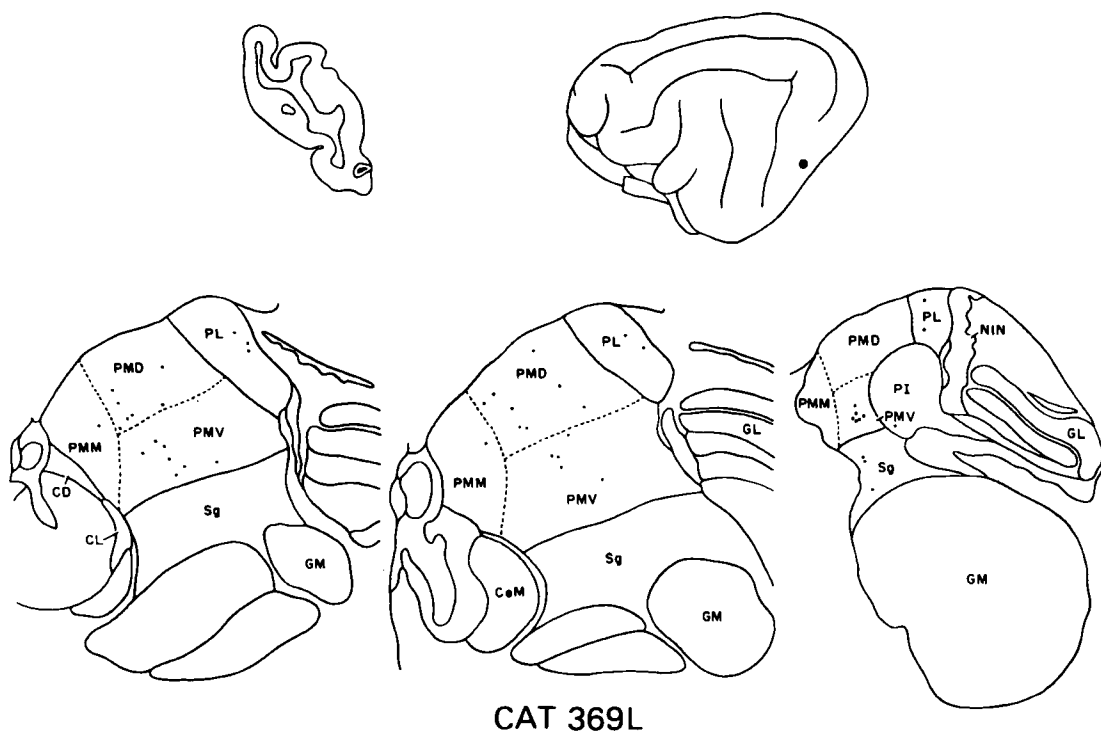 PL
PMD
PMM
PMV
CD
CL
Sg
GM
PL
PMD
GL
PMM
PMV
CeM
Sg
GM
PL
NIN
PMD
PI
PMM
PMV
GL
Sg
GM
CAT 369L